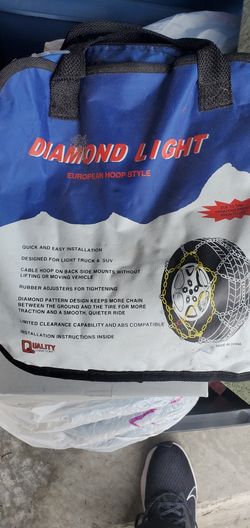 DIAMOND LIGHT
EUROPEAN HOOP STYLE
QUICK AND EASY INSTALLATION
DESIGNED FOR LIGHT TRUCK & SUV
CABLE HOOP ON BACK SIDE MOUNTS WITHOUT
LIFTING OR MOVING VEHICLE
RUBBER ADJUSTERS FOR TIGHTENING
DIAMOND PATTERN DESIGN KEEPS MORE CHAIN
BETWEEN THE GROUND AND THE TIRE FOR MORE
TRACTION AND A SMOOTH, QUIETER RIDE
LIMITED CLEARANCE CAPABILITY AND ABS COMPATIBLE
INSTALLATION INSTRUCTIONS INSIDE
QUALITY